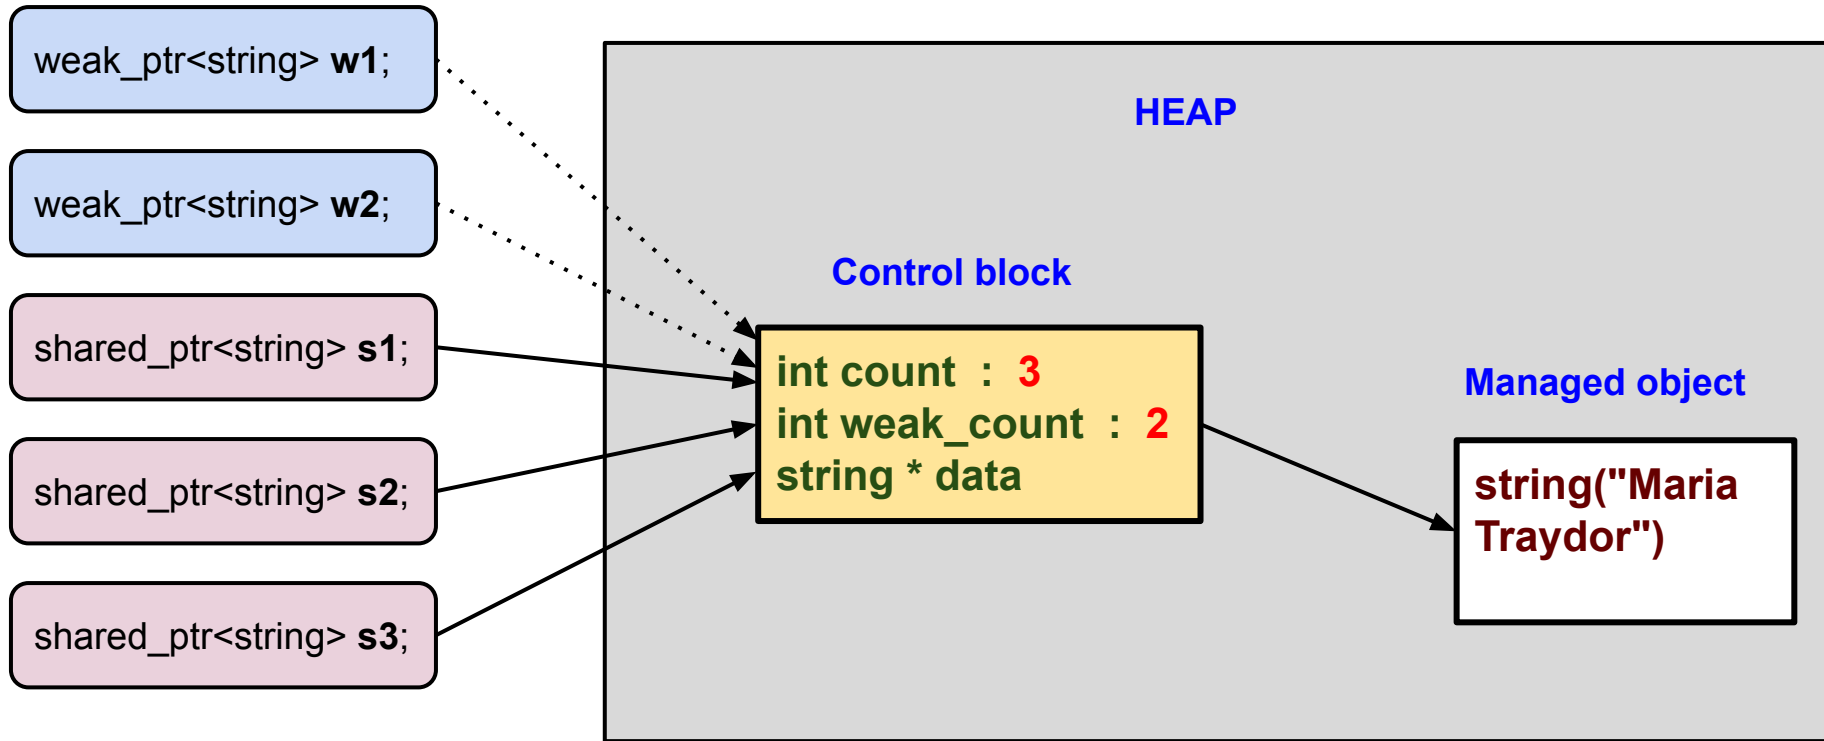 weak_ptr<string> w1;
weak_ptr<string> w2;
shared_ptr<string> s1;
shared_ptr<string> s2;
shared_ptr<string> s3;
HEAP
Control block
int count : 3
int weak_count : 2
string * data
Managed object
string("Maria
Traydor")